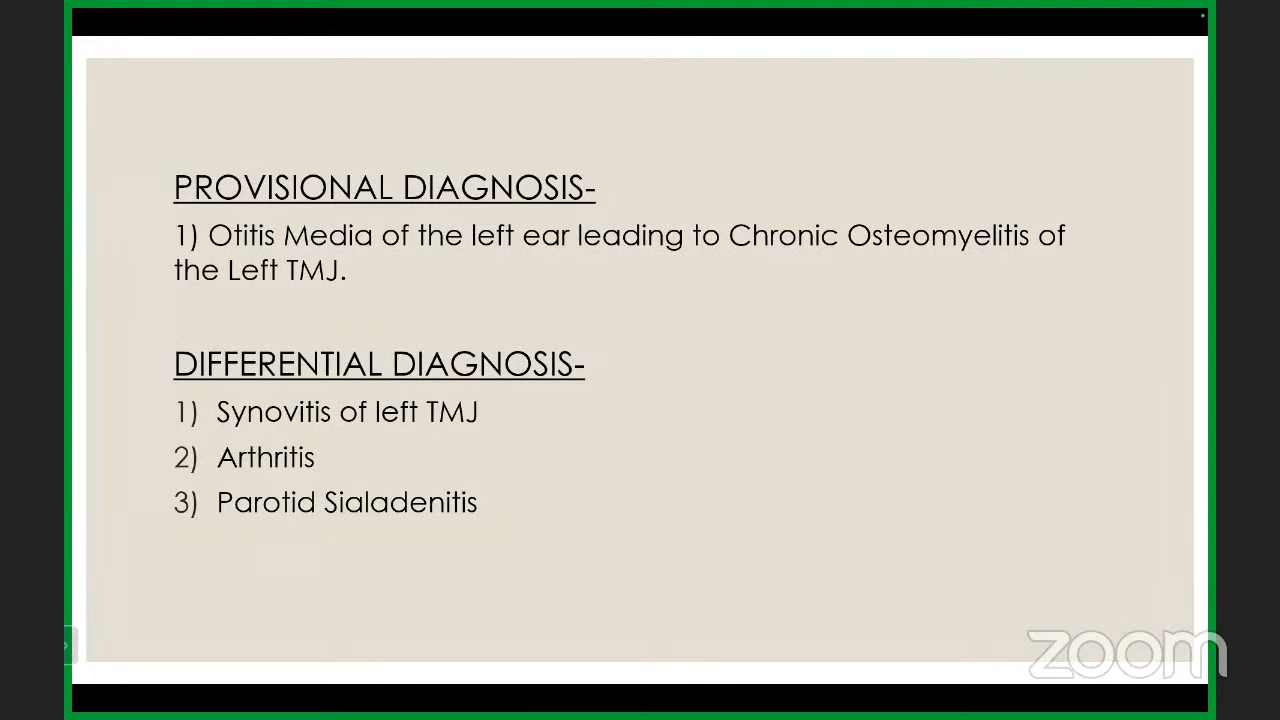 PROVISIONAL DIAGNOSIS-
1) Otitis Media of the left ear leading to Chronic Osteomyelitis of
the Left TMJ.
DIFFERENTIAL DIAGNOSIS-
1) Synovitis of left TMJ
2) Arthritis
3) Parotid Sialadenitis
zoom